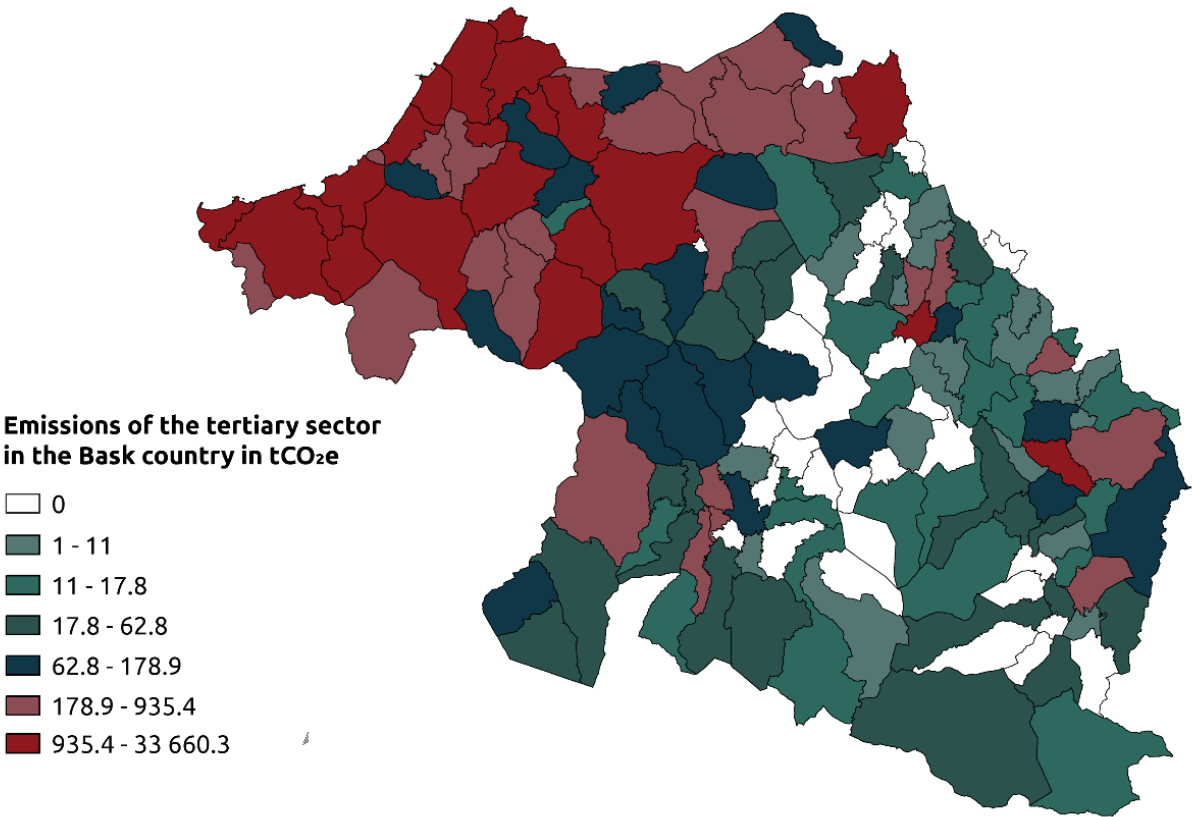 Emissions of the tertiary sector
in the Bask country in tCO₂e
0
1 - 11
11 - 17.8
17.8 - 62.8
62.8 - 178.9
178.9 - 935.4
935.4 - 33 660.3